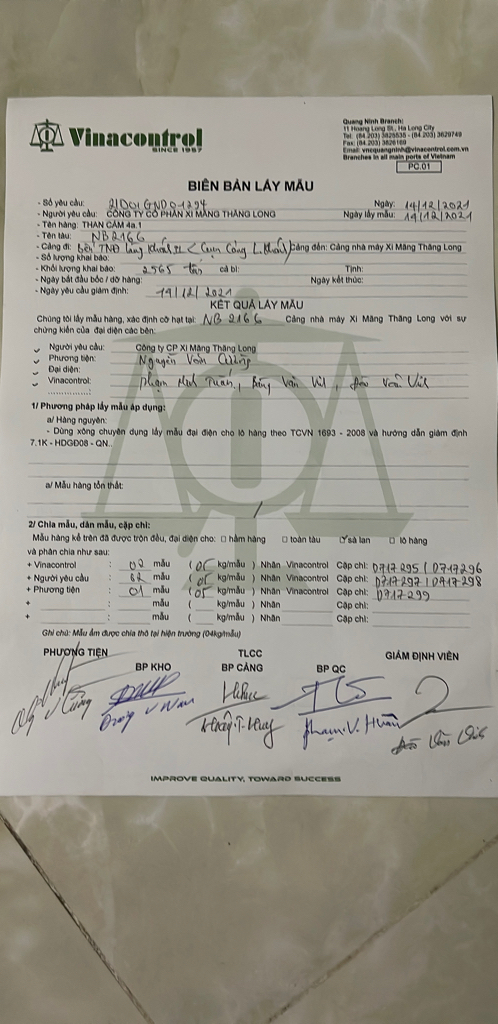 Vinacontrol
SINCE 1957
Quang Ninh Branch:
11 Hoang Long St., Ha Long City
Tel: (84.203) 3825835 - (84.203) 3629748
Fax: (84.203) 3826169
Email: vncquangninh@vinacontrol.com.vn
Branches in all main ports of Vietnam
PC.01
BIÊN BẢN LẤY MẪU
- Số yêu cầu: 21D01GND01294 Ngày: 14/12/2021
- Người yêu cầu: CÔNG TY CỔ PHẦN XI MĂNG THĂNG LONG Ngày lấy mẫu: 14/12/2021
- Tên hàng: THAN CÁM 4a.1
- Tên tàu: NB 2166
- Cảng đi: bến TNĐ Làng Khánh II Cảng đến: Cảng nhà máy Xi Măng Thăng Long
- Số lượng khai báo:
- Khối lượng khai báo: 2565 tấn cả bì: Tịnh:
- Ngày bắt đầu bốc / dỡ hàng: Ngày kết thúc:
- Ngày yêu cầu giám định: 14/12/2021
KẾT QUẢ LẤY MẪU
Chúng tôi lấy mẫu hàng, xác định cỡ hạt tại: NB 2166 Cảng nhà máy Xi Măng Thăng Long với sự
chứng kiến của đại diện các bên:
Người yêu cầu: Công ty CP Xi Măng Thăng Long
Phương tiện: Nguyễn Văn
Đại diện:
Vinacontrol: Phạm Tuấn, Văn, Đào Văn
1/ Phương pháp lấy mẫu áp dụng:
a/ Hàng nguyên:
- Dùng xông chuyên dụng lấy mẫu đại diện cho lô hàng theo TCVN 1693 - 2008 và hướng dẫn giám định
7.1K - HDGĐ08 - QN..
a/ Mẫu hàng tổn thất:
2/ Chia mẫu, dán mẫu, cặp chì:
Mẫu hàng kể trên đã được trộn đều, đại diện cho: □ hầm hàng □ toàn tàu ☑ sà lan □ lô hàng
và phân chia như sau:
+ Vinacontrol : 02 mẫu ( 05 kg/mẫu ) Nhãn Vinacontrol Cặp chì: 0717295 / 0717296
+ Người yêu cầu : 02 mẫu ( 05 kg/mẫu ) Nhãn Vinacontrol Cặp chì: 0717297 / 0717298
+ Phương tiện : 01 mẫu ( 05 kg/mẫu ) Nhãn Vinacontrol Cặp chì: 0717299
+ : mẫu ( kg/mẫu ) Nhãn Cặp chì:
+ : mẫu ( kg/mẫu ) Nhãn Cặp chì:
Ghi chú: Mẫu ẩm được chia thô tại hiện trường (04kg/mẫu)
PHƯƠNG TIỆN TLCC GIÁM ĐỊNH VIÊN
BP KHO BP CẢNG BP QC
IMPROVE QUALITY, TOWARD SUCCESS